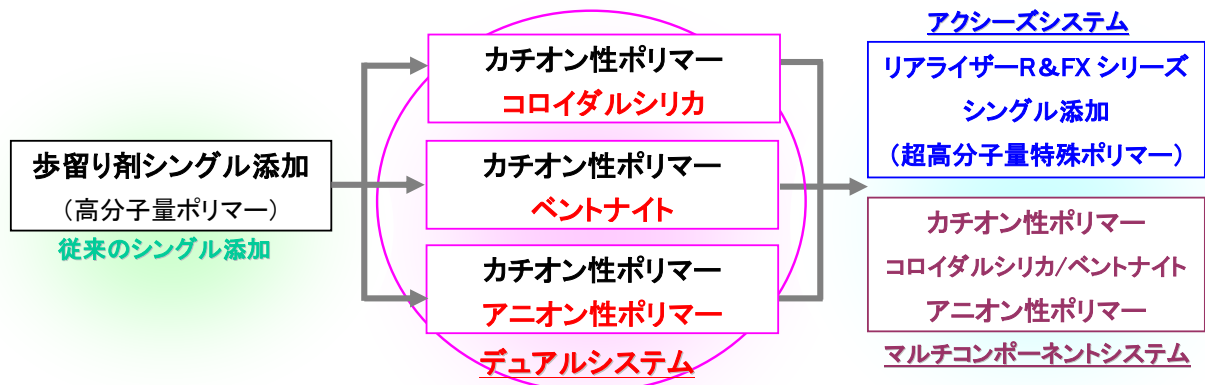 歩留り剤シングル添加
（高分子量ポリマー）
従来のシングル添加
カチオン性ポリマー
コロイダルシリカ
カチオン性ポリマー
ベントナイト
カチオン性ポリマー
アニオン性ポリマー
デュアルシステム
アクシーズシステム
リアライザーR&FXシリーズ
シングル添加
（超高分子量特殊ポリマー）
カチオン性ポリマー
コロイダルシリカ/ベントナイト
アニオン性ポリマー
マルチコンポーネントシステム